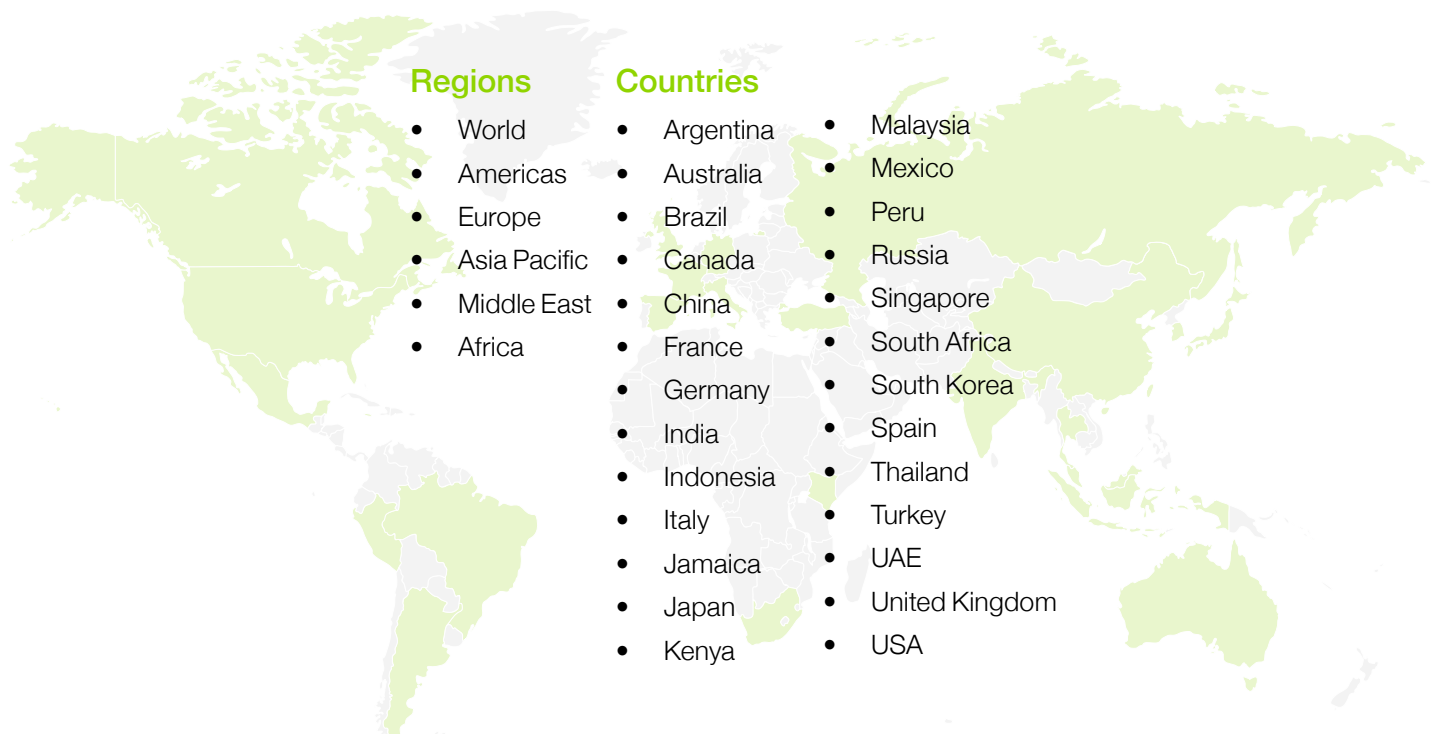 Regions
• World
• Americas
• Europe
• Asia Pacific
• Middle East
• Africa
Countries
• Argentina
• Australia
• Brazil
• Canada
• China
• France
• Germany
• India
• Indonesia
• Italy
• Jamaica
• Japan
• Kenya
• Malaysia
• Mexico
• Peru
• Russia
• Singapore
• South Africa
• South Korea
• Spain
• Thailand
• Turkey
• UAE
• United Kingdom
• USA